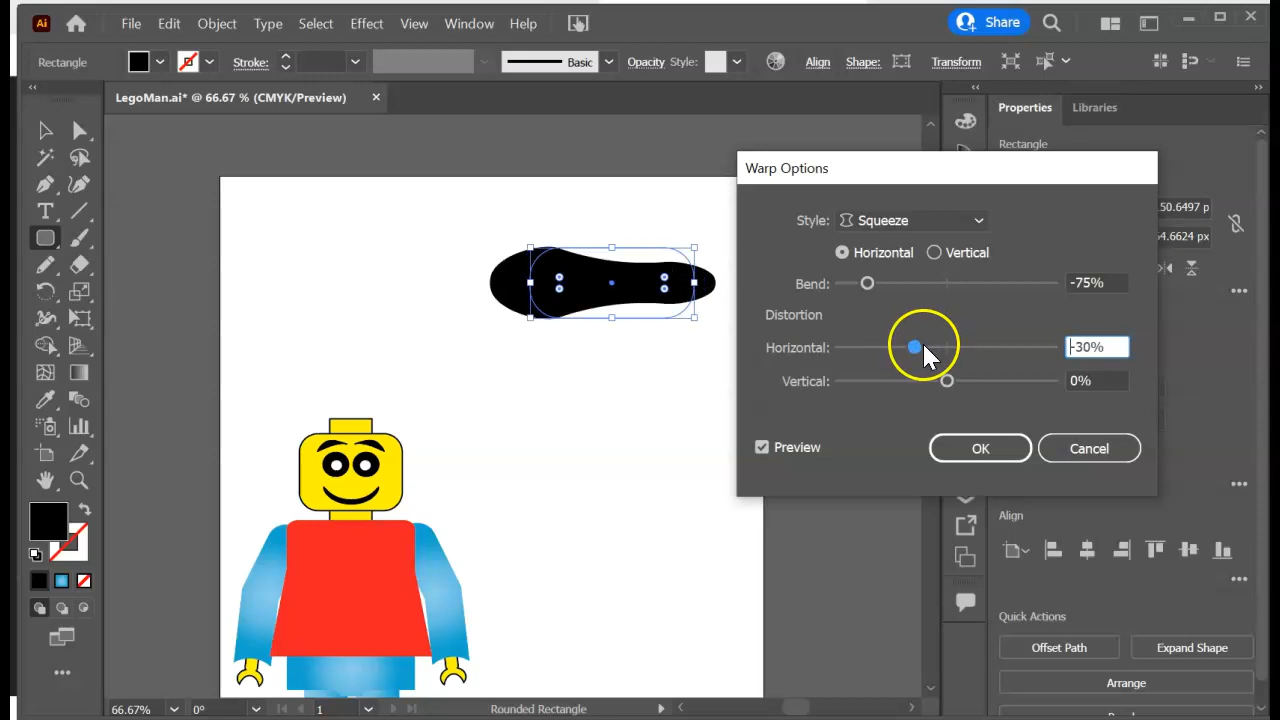 Ai File Edit Object Type Select Effect View Window Help Share
Rectangle Stroke: Basic Opacity Style: Align Shape: Transform
LegoMan.ai* @ 66.67 % (CMYK/Preview) ×
Properties Libraries
Rectangle
Warp Options
Style: Squeeze
Horizontal Vertical
Bend: -75%
Distortion
Horizontal: -30%
Vertical: 0%
Preview OK Cancel
Align
Quick Actions
Offset Path Expand Shape
Arrange
66.67% 0° 1 Rounded Rectangle